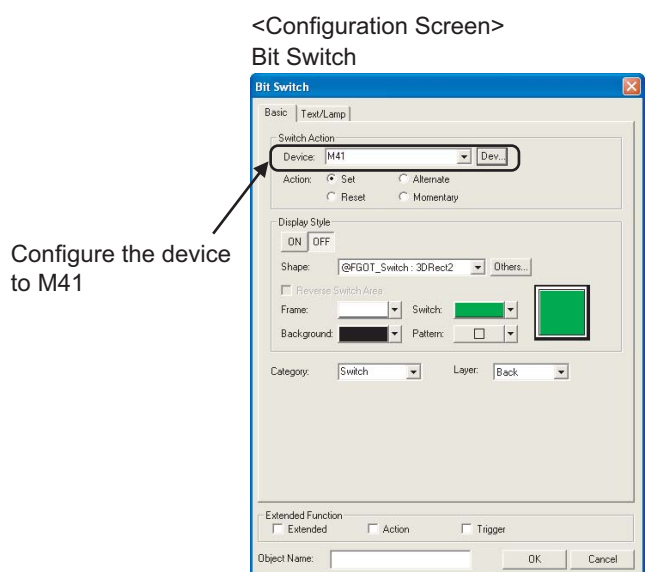 <Configuration Screen>
Bit Switch
Bit Switch
Basic Text/Lamp
Switch Action
Device: M41 Dev...
Action: Set Alternate
Reset Momentary
Display Style
ON OFF
Shape: @FGOT_Switch : 3DRect2 Others...
Reverse Switch Area
Frame: Switch:
Background: Pattern:
Category: Switch Layer: Back
Extended Function
Extended Action Trigger
Object Name: OK Cancel
Configure the device
to M41